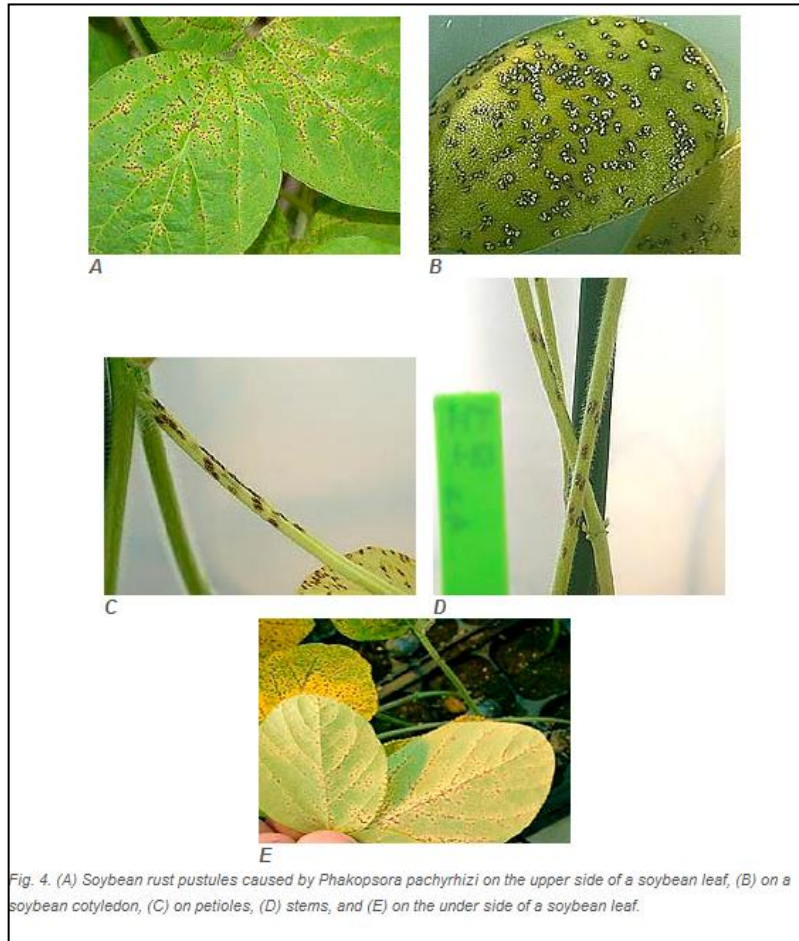 A
B
C
D
E
Fig. 4. (A) Soybean rust pustules caused by Phakopsora pachyrhizi on the upper side of a soybean leaf, (B) on a
soybean cotyledon, (C) on petioles, (D) stems, and (E) on the under side of a soybean leaf.